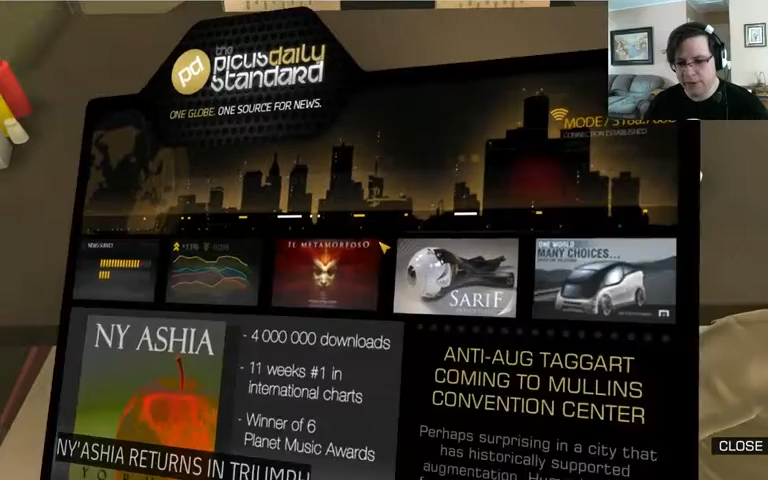 pd
the
picusdaily
standard
ONE GLOBE. ONE SOURCE FOR NEWS.
CONNECTION ESTABLISHED
NEWS SURVEY
IL METAMORFOSO
SARIF
ONE WORLD
MANY CHOICES...
NY ASHIA
- 4 000 000 downloads
- 11 weeks #1 in
international charts
- Winner of 6
Planet Music Awards
NY'ASHIA RETURNS IN TRIUMPH
ANTI-AUG TAGGART
COMING TO MULLINS
CONVENTION CENTER
Perhaps surprising in a city that
has historically supported
CLOSE